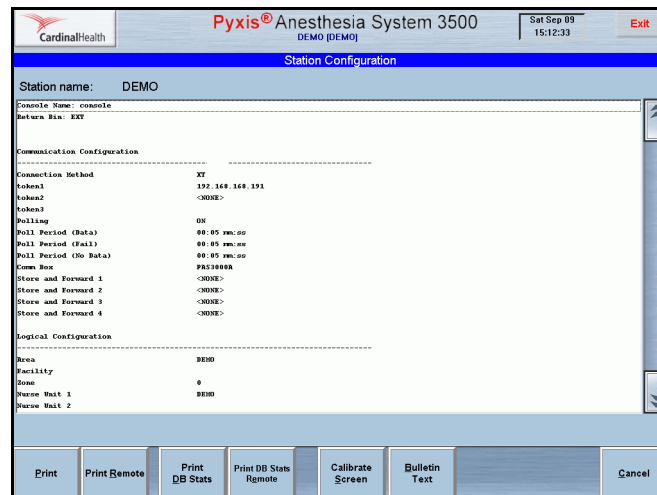 CardinalHealth
Pyxis® Anesthesia System 3500
DEMO [DEMO]
Sat Sep 09
15:12:33
Exit
Station Configuration
Station name: DEMO
Console Name: console
Return Bin: EXT
Communication Configuration
Connection Method XT
token1 192.168.168.191
token2 <NONE>
token3
Polling ON
Poll Period (Data) 00:05 mm:ss
Poll Period (Fail) 00:05 mm:ss
Poll Period (No Data) 00:05 mm:ss
Comm Box PAS3000A
Store and Forward 1 <NONE>
Store and Forward 2 <NONE>
Store and Forward 3 <NONE>
Store and Forward 4 <NONE>
Logical Configuration
Area DEMO
Facility
Zone 0
Nurse Unit 1 DEMO
Nurse Unit 2
Print
Print Remote
Print DB Stats
Print DB Stats Remote
Calibrate Screen
Bulletin Text
Cancel